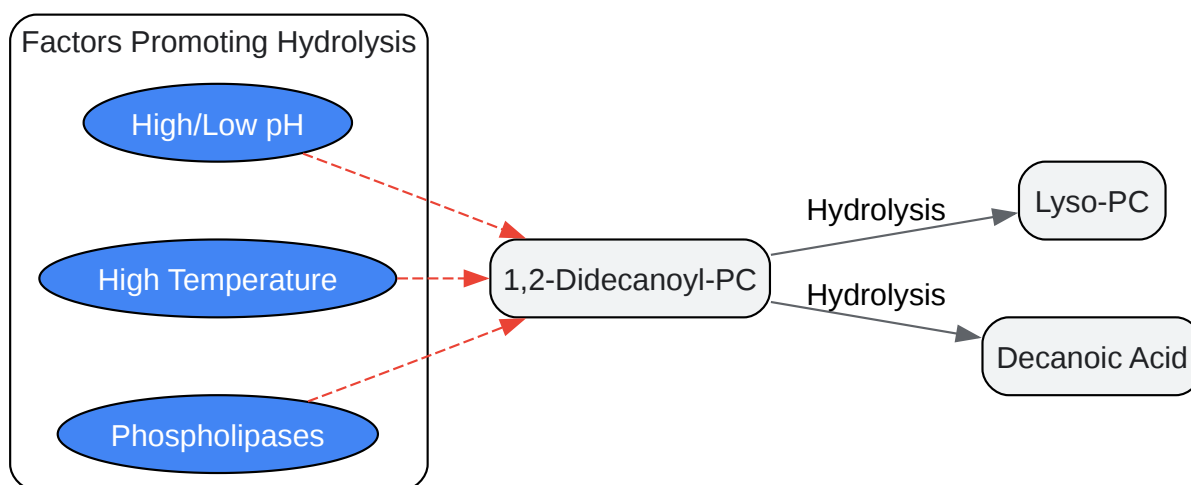 Factors Promoting Hydrolysis
High/Low pH
High Temperature
Phospholipases
1,2-Didecanoyl-PC
Hydrolysis
Hydrolysis
Lyso-PC
Decanoic Acid